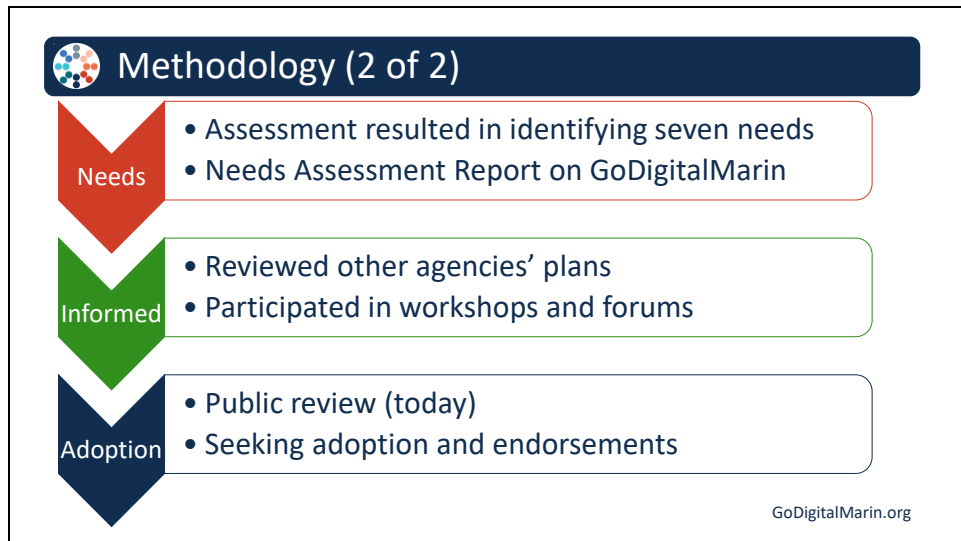 Methodology (2 of 2)
Needs
• Assessment resulted in identifying seven needs
• Needs Assessment Report on GoDigitalMarin
Informed
• Reviewed other agencies’ plans
• Participated in workshops and forums
Adoption
• Public review (today)
• Seeking adoption and endorsements
GoDigitalMarin.org